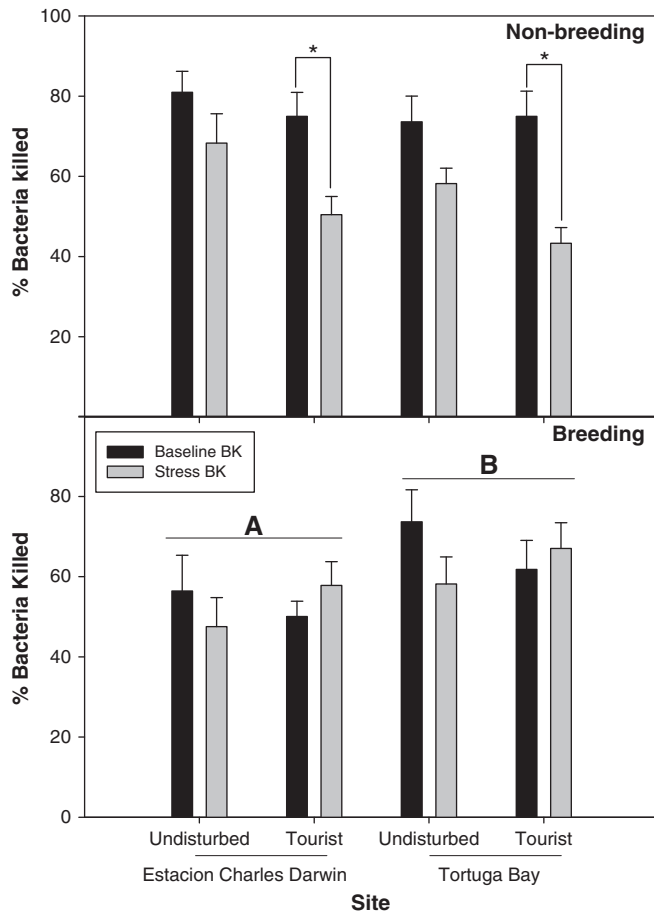 100
Non-breeding
*
*
80
60
40
20
% Bacteria killed
Breeding
Baseline BK
Stress BK
A
B
80
60
40
20
0
% Bacteria Killed
Undisturbed Tourist Undisturbed Tourist
Estacion Charles Darwin Tortuga Bay
Site